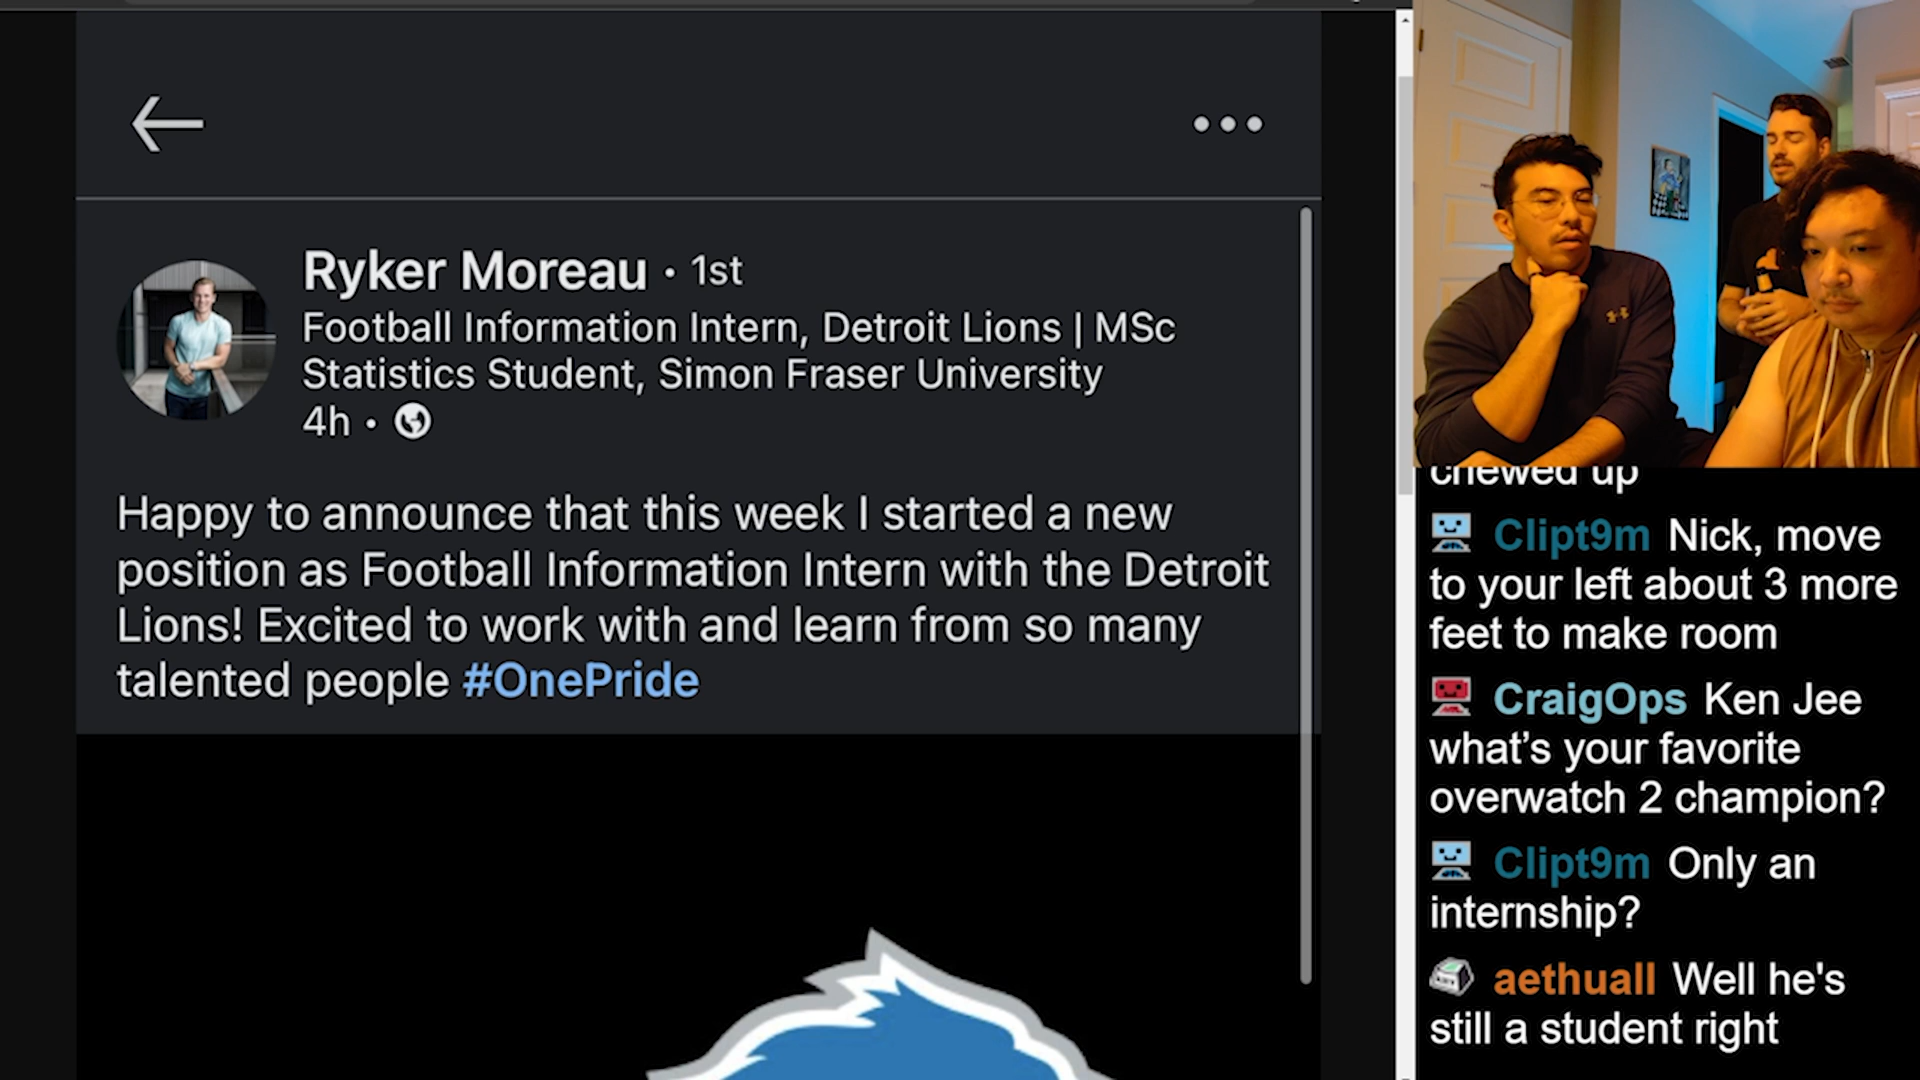 Ryker Moreau • 1st
Football Information Intern, Detroit Lions | MSc
Statistics Student, Simon Fraser University
4h •
Happy to announce that this week I started a new
position as Football Information Intern with the Detroit
Lions! Excited to work with and learn from so many
talented people #OnePride
chewed up
Clipt9m Nick, move
to your left about 3 more
feet to make room
CraigOps Ken Jee
what’s your favorite
overwatch 2 champion?
Clipt9m Only an
internship?
aethuall Well he's
still a student right